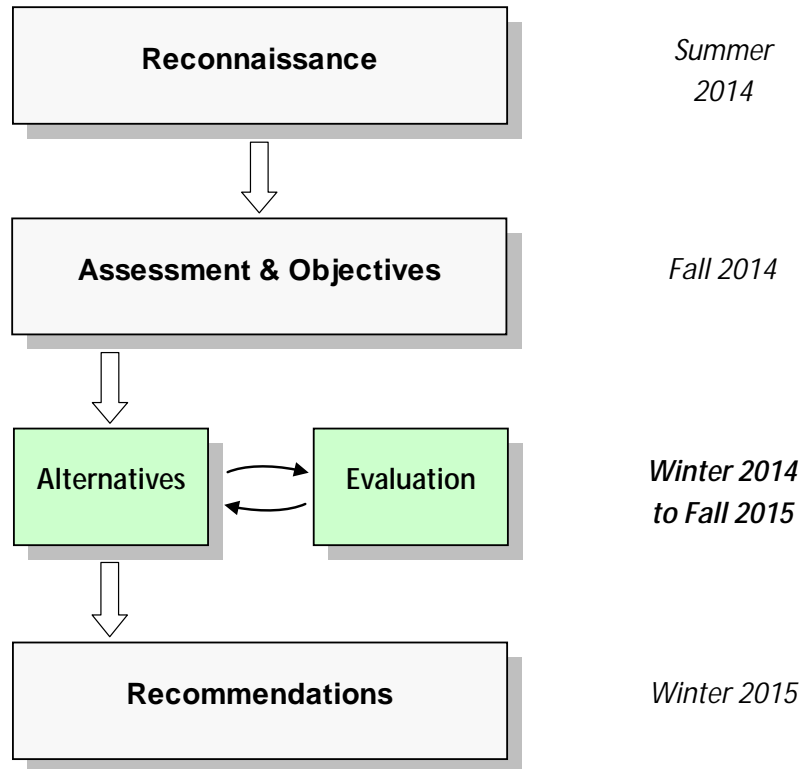 Reconnaissance
Summer
2014
Assessment & Objectives
Fall 2014
Alternatives
Evaluation
Winter 2014
to Fall 2015
Recommendations
Winter 2015